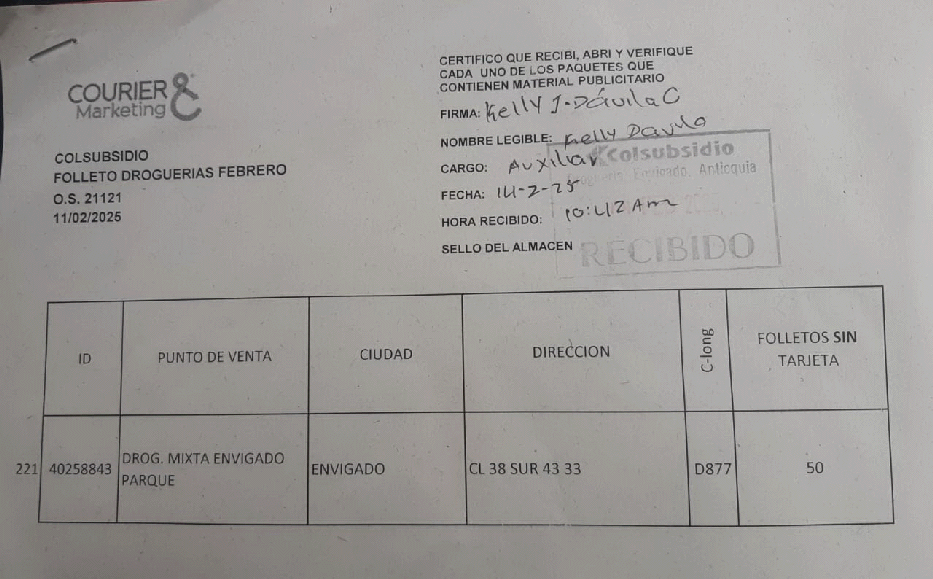 COURIER &
Marketing
COLSUBSIDIO
FOLLETO DROGUERIAS FEBRERO
O.S. 21121
11/02/2025
CERTIFICO QUE RECIBI, ABRI Y VERIFIQUE
CADA UNO DE LOS PAQUETES QUE
CONTIENEN MATERIAL PUBLICITARIO
FIRMA: Kelly J. Dávila C
NOMBRE LEGIBLE: Kelly Davila
CARGO: Auxiliar
FECHA: 14-2-25
HORA RECIBIDO: 10:42 Am
SELLO DEL ALMACEN
Colsubsidio
Envigado, Antioquia
RECIBIDO
ID PUNTO DE VENTA CIUDAD DIRECCION C-long FOLLETOS SIN
TARJETA
221 40258843 DROG. MIXTA ENVIGADO
PARQUE ENVIGADO CL 38 SUR 43 33 D877 50